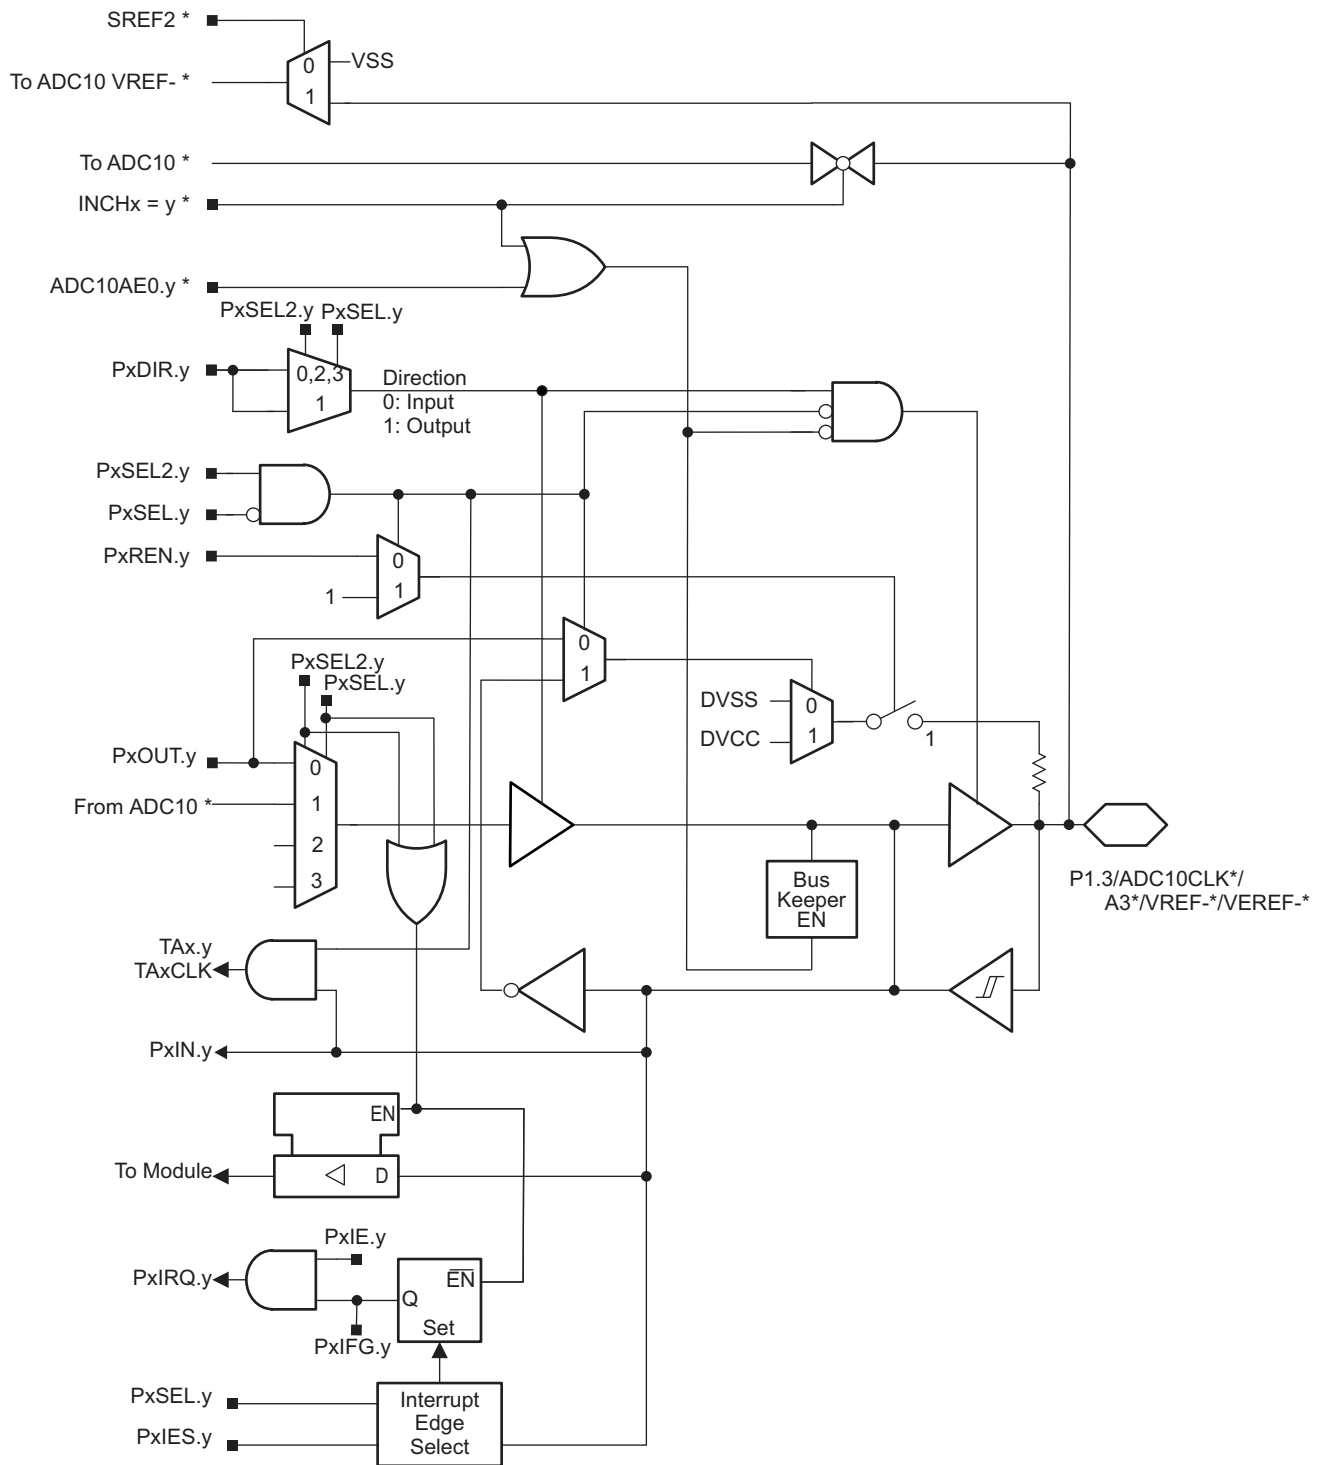 SREF2 *
VSS
0
To ADC10 VREF- *
1
To ADC10 *
INCHx = y *
ADC10AE0.y *
PxSEL2.y PxSEL.y
PxDIR.y
0,2,3
1
Direction
0: Input
1: Output
PxSEL2.y
PxSEL.y
PxREN.y
0
1
1
0
1
PxSEL2.y
PxSEL.y
DVSS
0
DVCC
1
1
PxOUT.y
0
From ADC10 *
1
2
3
Bus
Keeper
EN
P1.3/ADC10CLK*/
A3*/VREF-*/VEREF-*
TAx.y
TAxCLK
PxIN.y
EN
To Module
D
PxIE.y
PxIRQ.y
EN
Q
Set
PxIFG.y
PxSEL.y
PxIES.y
Interrupt
Edge
Select